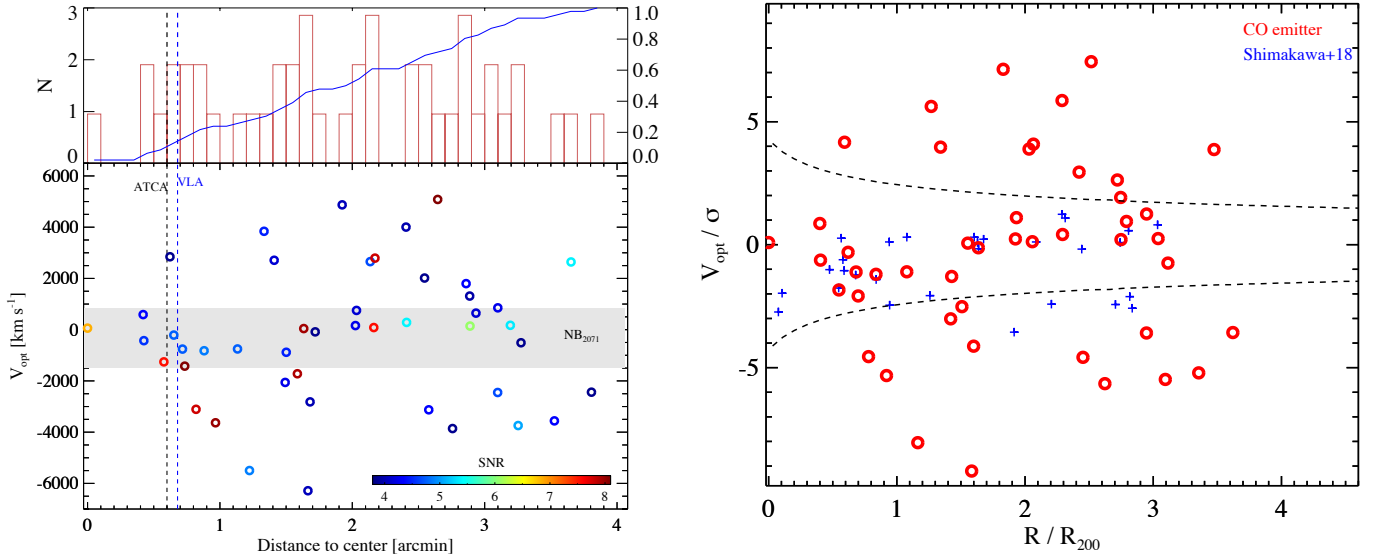 3
2
1
0
N
1.0
0.8
0.6
0.4
0.2
0.0
ATCA
VLA
6000
4000
2000
0
-2000
-4000
-6000
V_opt [km s^-1]
NB_2071
SNR
4 5 6 7 8
0 1 2 3 4
Distance to center [arcmin]
CO emitter
Shimakawa+18
5
0
-5
V_opt / σ
0 1 2 3 4
R / R_200